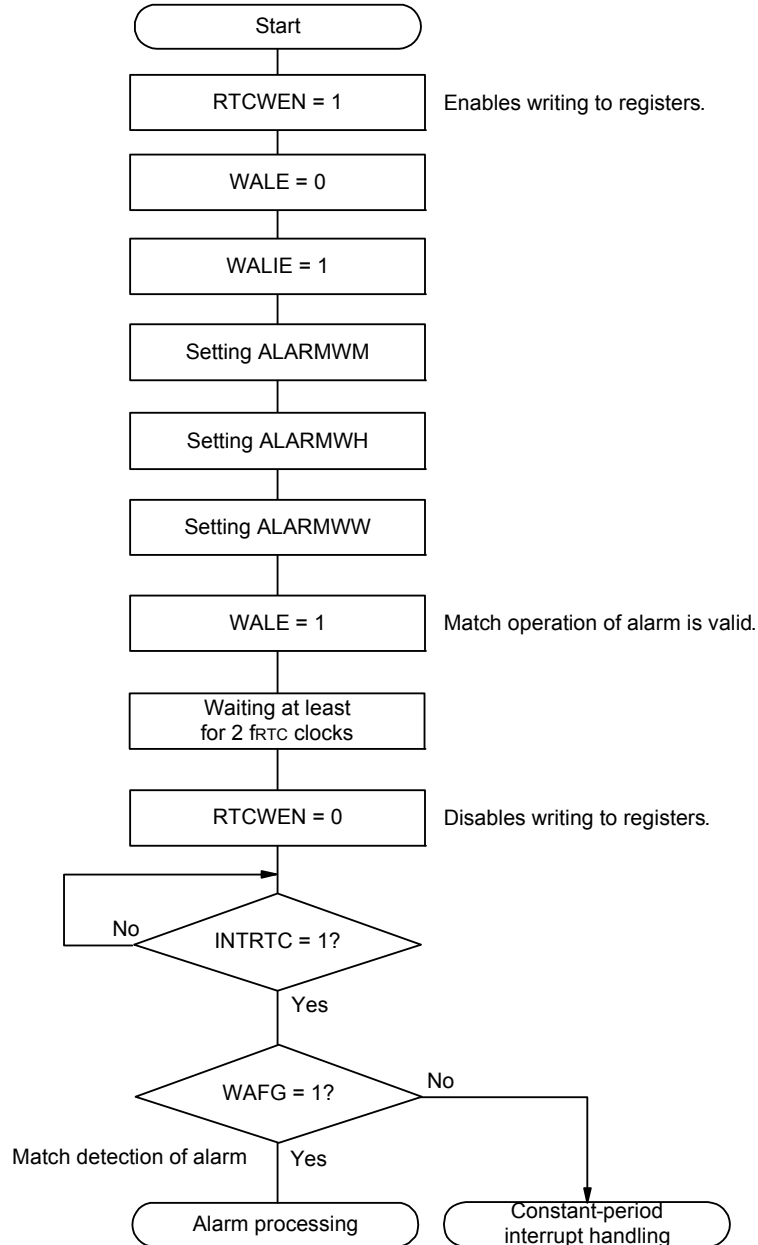 Start
RTCWEN = 1
Enables writing to registers.
WALE = 0
WALIE = 1
Setting ALARMWM
Setting ALARMWH
Setting ALARMWW
WALE = 1
Match operation of alarm is valid.
Waiting at least
for 2 fRTC clocks
RTCWEN = 0
Disables writing to registers.
No
INTRTC = 1?
Yes
WAFG = 1?
No
Match detection of alarm
Yes
Alarm processing
Constant-period
interrupt handling